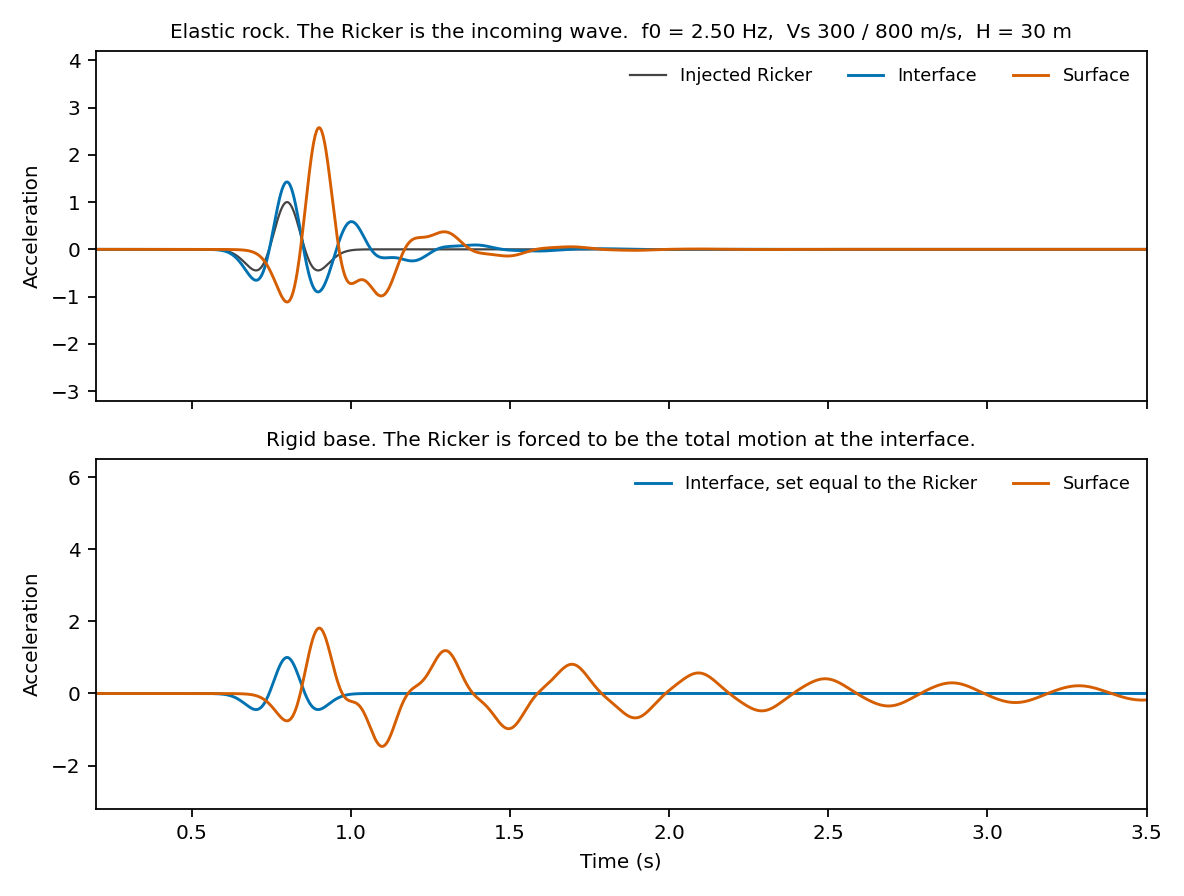 Elastic rock. The Ricker is the incoming wave.  f0 = 2.50 Hz,  Vs 300 / 800 m/s,  H = 30 m
Injected Ricker Interface Surface
Acceleration
4
3
2
1
0
−1
−2
−3
Rigid base. The Ricker is forced to be the total motion at the interface.
Interface, set equal to the Ricker Surface
Acceleration
6
4
2
0
−2
0.5 1.0 1.5 2.0 2.5 3.0 3.5
Time (s)